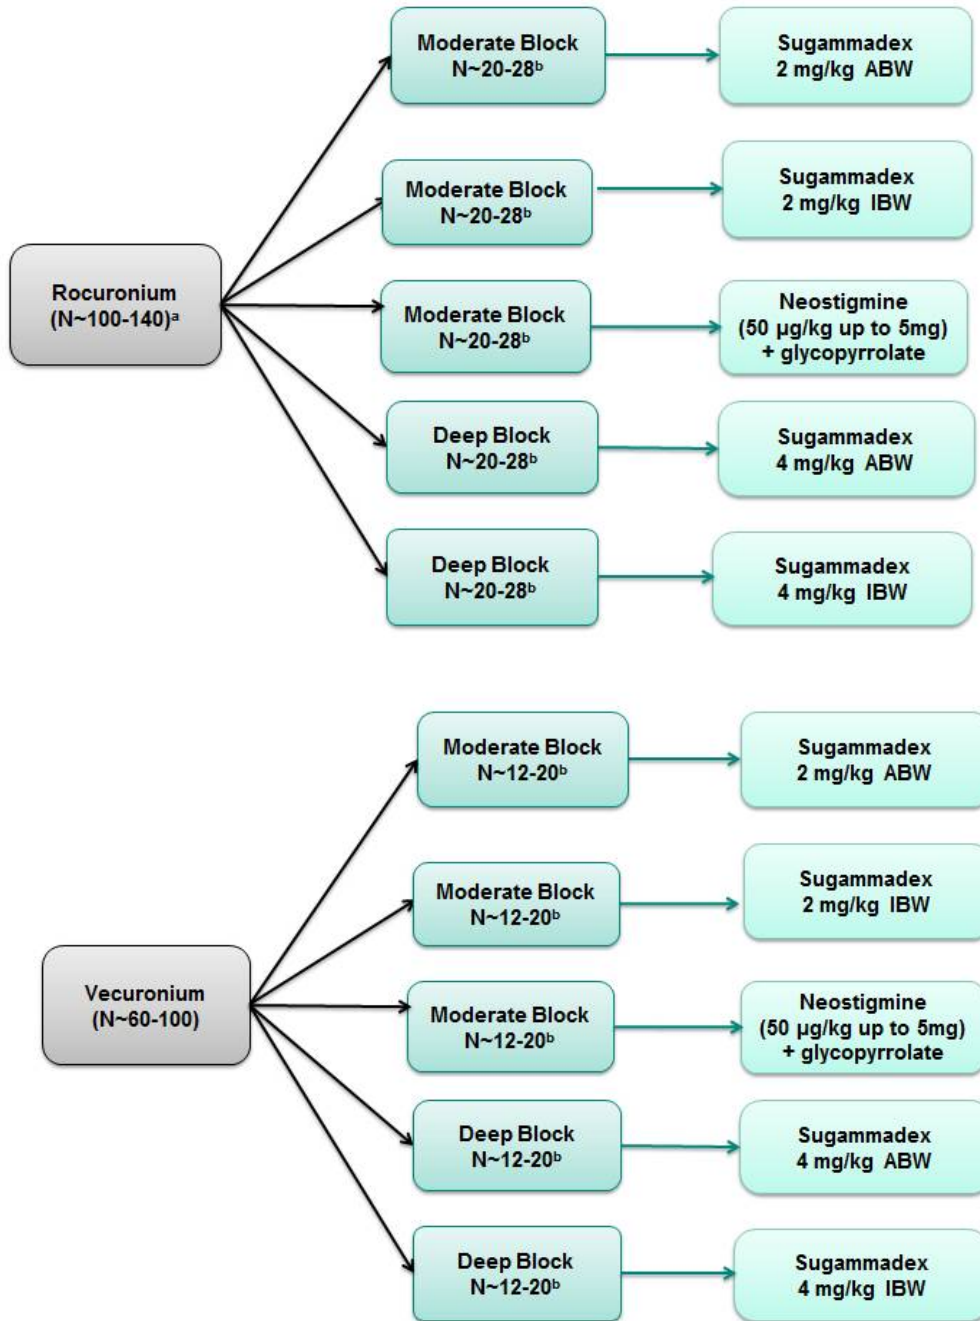 Moderate Block
N~20-28ᵇ
Sugammadex
2 mg/kg ABW
Moderate Block
N~20-28ᵇ
Sugammadex
2 mg/kg IBW
Rocuronium
(N~100-140)ᵃ
Moderate Block
N~20-28ᵇ
Neostigmine
(50 µg/kg up to 5mg)
+ glycopyrrolate
Deep Block
N~20-28ᵇ
Sugammadex
4 mg/kg ABW
Deep Block
N~20-28ᵇ
Sugammadex
4 mg/kg IBW
Moderate Block
N~12-20ᵇ
Sugammadex
2 mg/kg ABW
Moderate Block
N~12-20ᵇ
Sugammadex
2 mg/kg IBW
Vecuronium
(N~60-100)
Moderate Block
N~12-20ᵇ
Neostigmine
(50 µg/kg up to 5mg)
+ glycopyrrolate
Deep Block
N~12-20ᵇ
Sugammadex
4 mg/kg ABW
Deep Block
N~12-20ᵇ
Sugammadex
4 mg/kg IBW